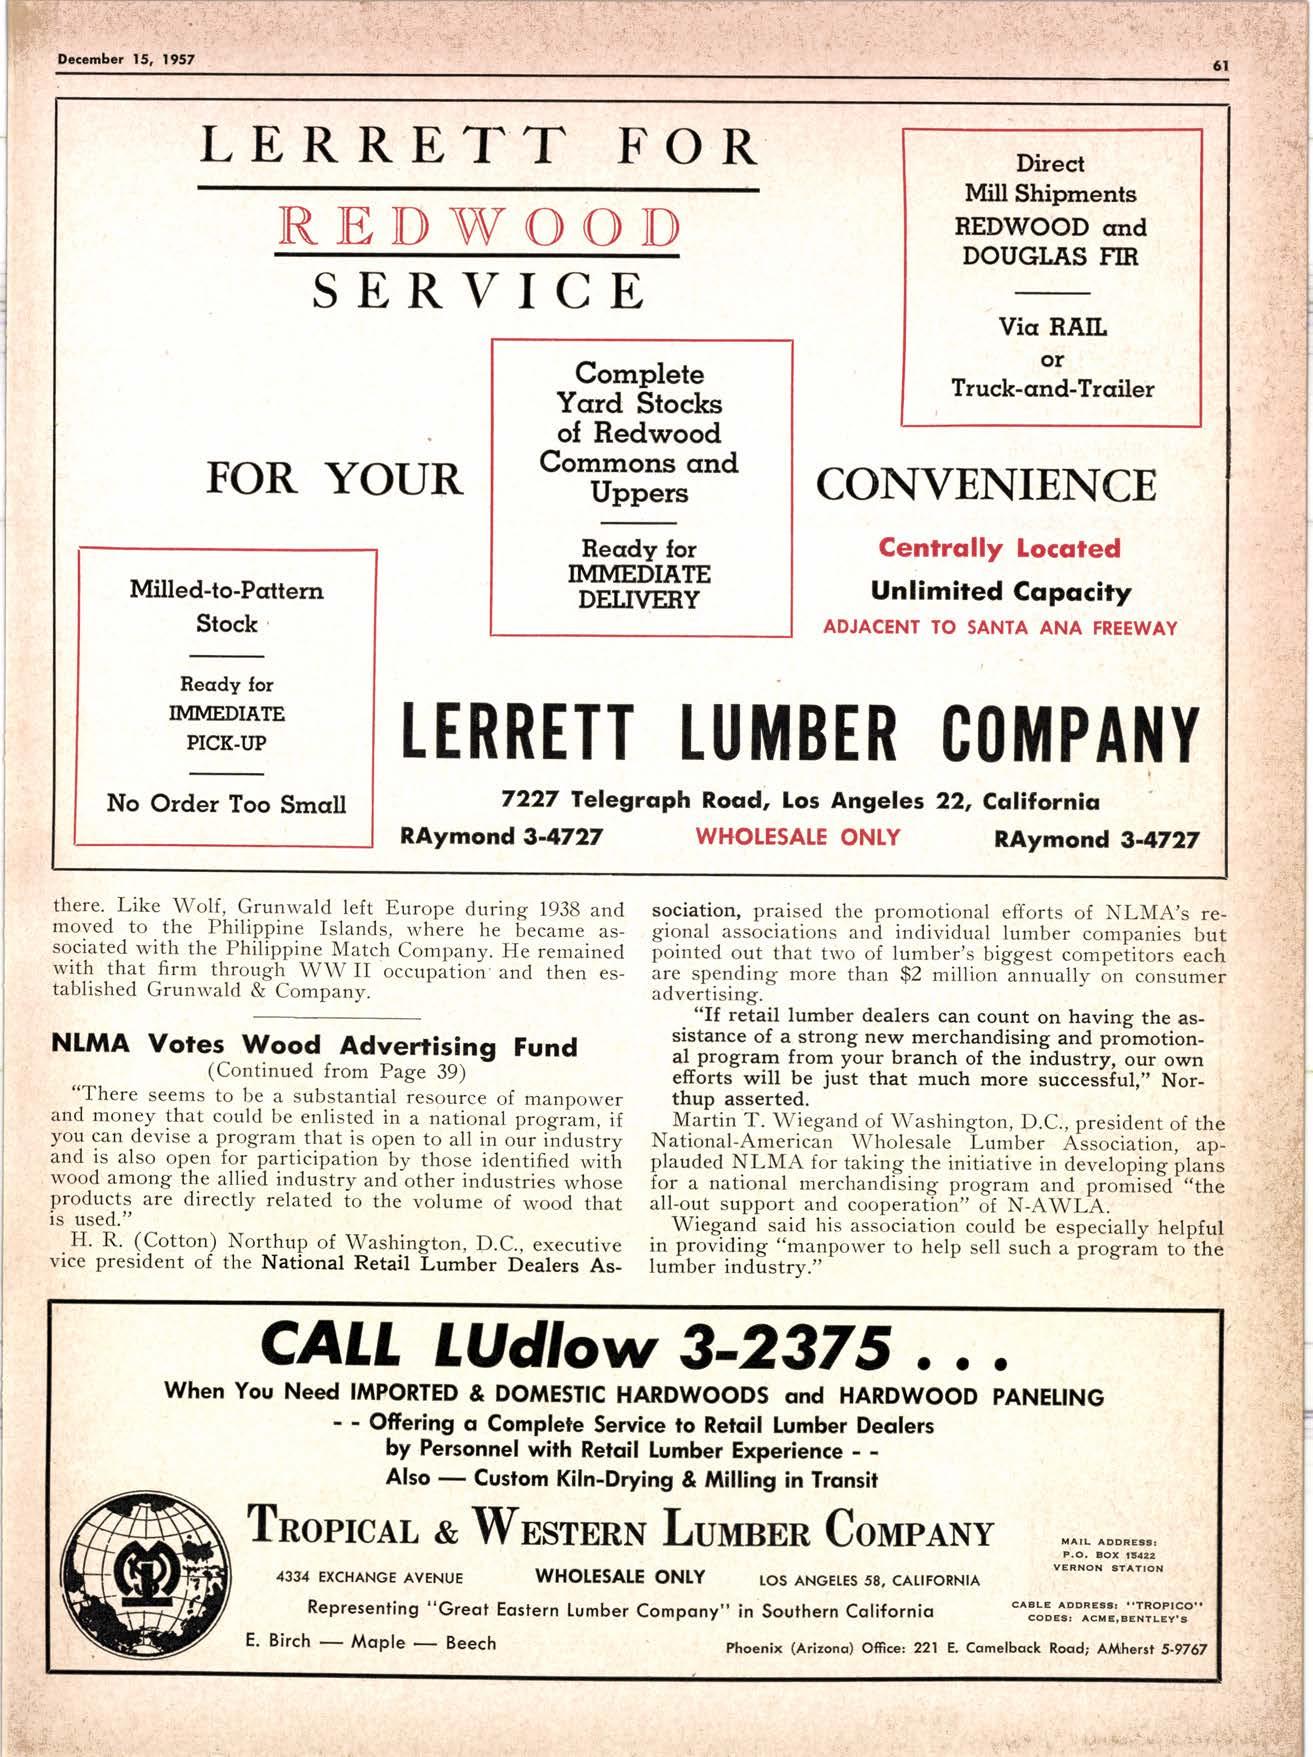 December 15, 1957
61
LERRETT FOR
REDWOOD
SERVICE
Direct
Mill Shipments
REDWOOD and
DOUGLAS FIR
Via RAIL
or
Truck-and-Trailer
FOR YOUR
Complete
Yard Stocks
of Redwood
Commons and
Uppers
Ready for
IMMEDIATE
DELIVERY
CONVENIENCE
Centrally Located
Unlimited Capacity
ADJACENT TO SANTA ANA FREEWAY
Milled-to-Pattern
Stock
Ready for
IMMEDIATE
PICK-UP
No Order Too Small
LERRETT LUMBER COMPANY
7227 Telegraph Road, Los Angeles 22, California
RAymond 3-4727 WHOLESALE ONLY RAymond 3-4727
there. Like Wolf, Grunwald left Europe during 1938 and
moved to the Philippine Islands, where he became as-
sociated with the Philippine Match Company. He remained
with that firm through WW II occupation and then es-
tablished Grunwald & Company.
NLMA Votes Wood Advertising Fund
(Continued from Page 39)
"There seems to be a substantial resource of manpower
and money that could be enlisted in a national program, if
you can devise a program that is open to all in our industry
and is also open for participation by those identified with
wood among the allied industry and other industries whose
products are directly related to the volume of wood that
is used."
H. R. (Cotton) Northup of Washington, D.C., executive
vice president of the National Retail Lumber Dealers As-
sociation, praised the promotional efforts of NLMA's re-
gional associations and individual lumber companies but
pointed out that two of lumber's biggest competitors each
are spending more than $2 million annually on consumer
advertising.
"If retail lumber dealers can count on having the as-
sistance of a strong new merchandising and promotion-
al program from your branch of the industry, our own
efforts will be just that much more successful," Nor-
thup asserted.
Martin T. Wiegand of Washington, D.C., president of the
National-American Wholesale Lumber Association, ap-
plauded NLMA for taking the initiative in developing plans
for a national merchandising program and promised "the
all-out support and cooperation" of N-AWLA.
Wiegand said his association could be especially helpful
in providing "manpower to help sell such a program to the
lumber industry."
CALL LUdlow 3-2375 . . .
When You Need IMPORTED & DOMESTIC HARDWOODS and HARDWOOD PANELING
- - Offering a Complete Service to Retail Lumber Dealers
by Personnel with Retail Lumber Experience - -
Also — Custom Kiln-Drying & Milling in Transit
TROPICAL & WESTERN LUMBER COMPANY
4334 EXCHANGE AVENUE WHOLESALE ONLY LOS ANGELES 58, CALIFORNIA
MAIL ADDRESS:
P.O. BOX 15422
VERNON STATION
Representing "Great Eastern Lumber Company" in Southern California
CABLE ADDRESS: "TROPICO"
CODES: ACME, BENTLEY'S
E. Birch — Maple — Beech
Phoenix (Arizona) Office: 221 E. Camelback Road; AMherst 5-9767